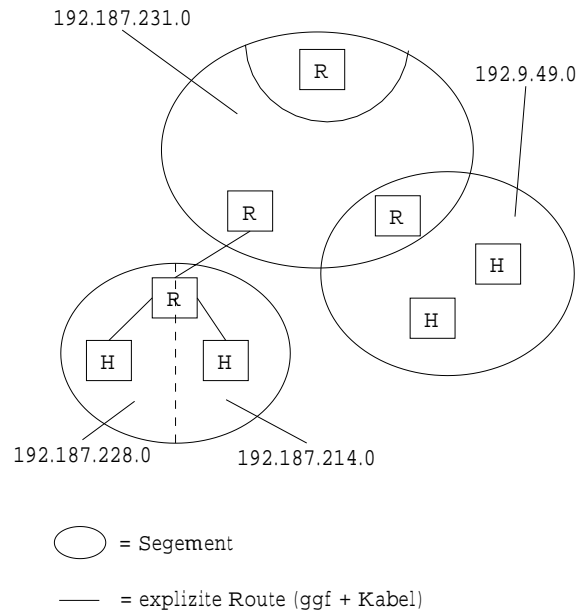 192.187.231.0
R
192.9.49.0
R
R
H
R
H
H
H
192.187.228.0
192.187.214.0
= Segement
= explizite Route (ggf + Kabel)